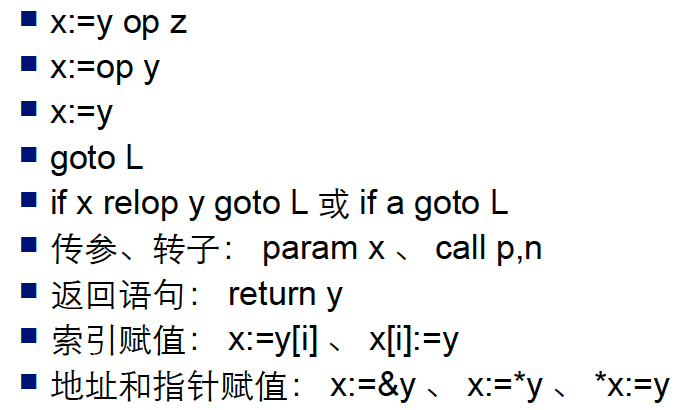 x:=y op z
x:=op y
x:=y
goto L
if x relop y goto L 或 if a goto L
传参、转子： param x 、 call p,n
返回语句： return y
索引赋值： x:=y[i] 、 x[i]:=y
地址和指针赋值： x:=&y 、 x:=*y 、 *x:=y